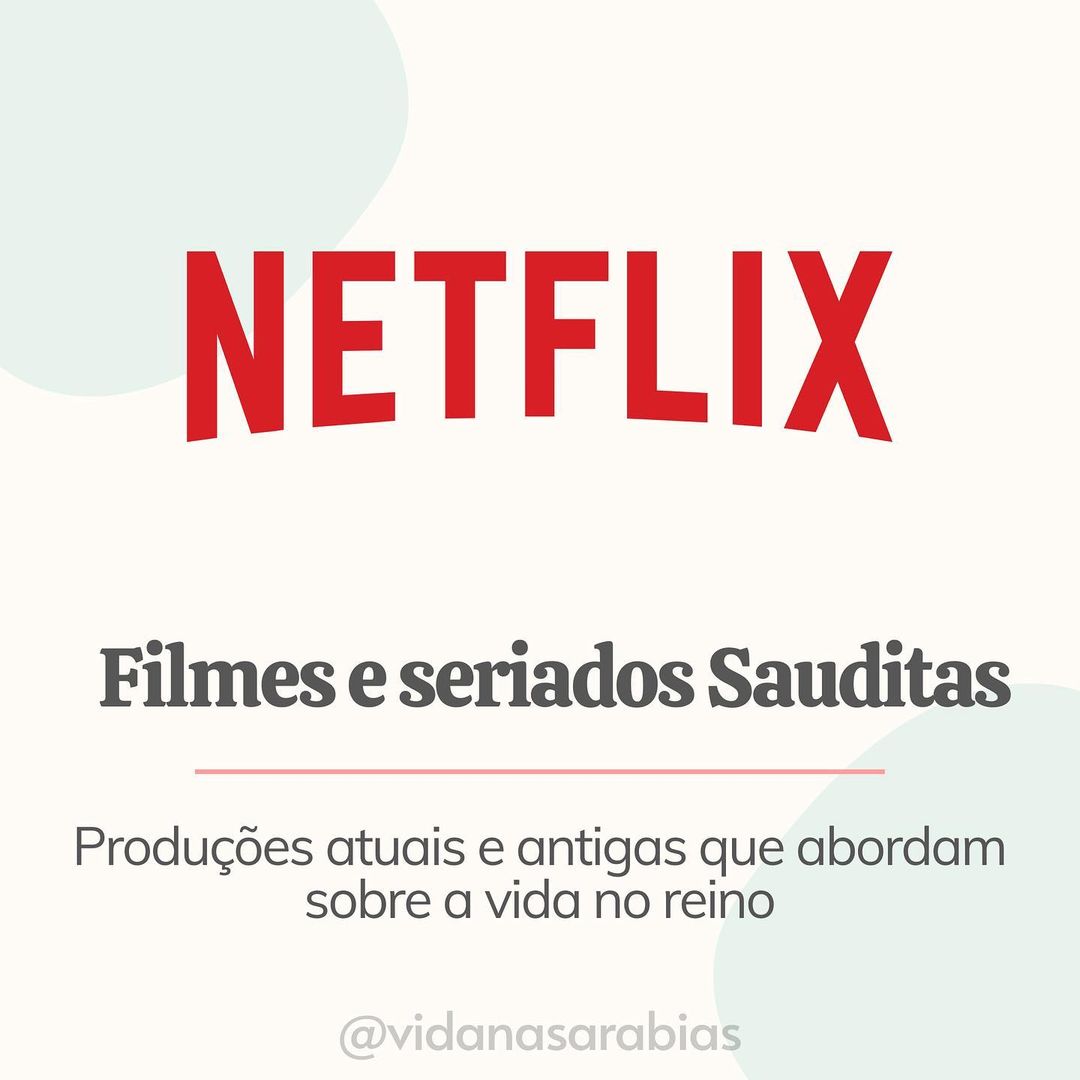 NETFLIX
Filmes e seriados Sauditas
Produções atuais e antigas que abordam
sobre a vida no reino
@vidanasarabias